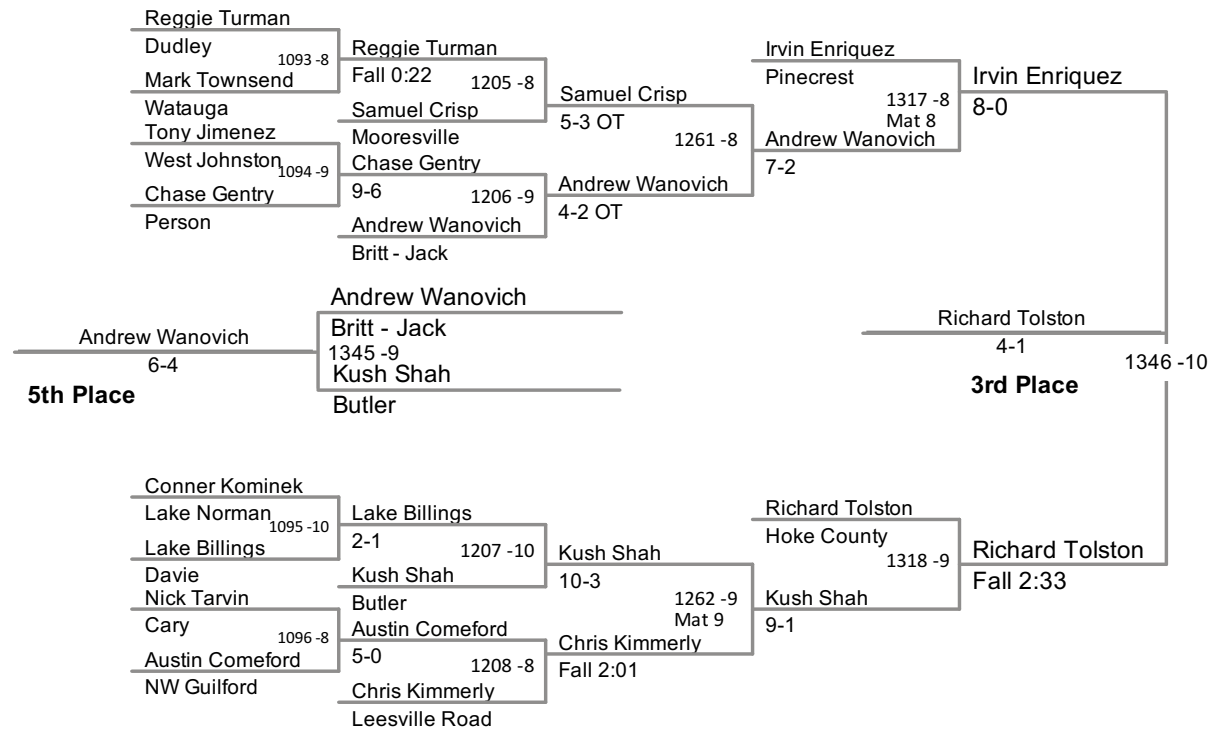 Reggie Turman
Dudley
1093 -8
Mark Townsend
Watauga
Tony Jimenez
West Johnston
1094 -9
Chase Gentry
Person
Reggie Turman
Fall 0:22
1205 -8
Samuel Crisp
Mooresville
Chase Gentry
9-6
1206 -9
Andrew Wanovich
Britt - Jack
Samuel Crisp
5-3 OT
1261 -8
Andrew Wanovich
4-2 OT
Irvin Enriquez
Pinecrest
1317 -8
Mat 8
Andrew Wanovich
7-2
Irvin Enriquez
8-0
Andrew Wanovich
6-4
5th Place
Andrew Wanovich
Britt - Jack
1345 -9
Kush Shah
Butler
Richard Tolston
4-1
3rd Place
1346 -10
Conner Kominek
Lake Norman
1095 -10
Lake Billings
Davie
Nick Tarvin
Cary
1096 -8
Austin Comeford
NW Guilford
Lake Billings
2-1
1207 -10
Kush Shah
Butler
Austin Comeford
5-0
1208 -8
Chris Kimmerly
Leesville Road
Kush Shah
10-3
1262 -9
Mat 9
Chris Kimmerly
Fall 2:01
Richard Tolston
Hoke County
1318 -9
Kush Shah
9-1
Richard Tolston
Fall 2:33